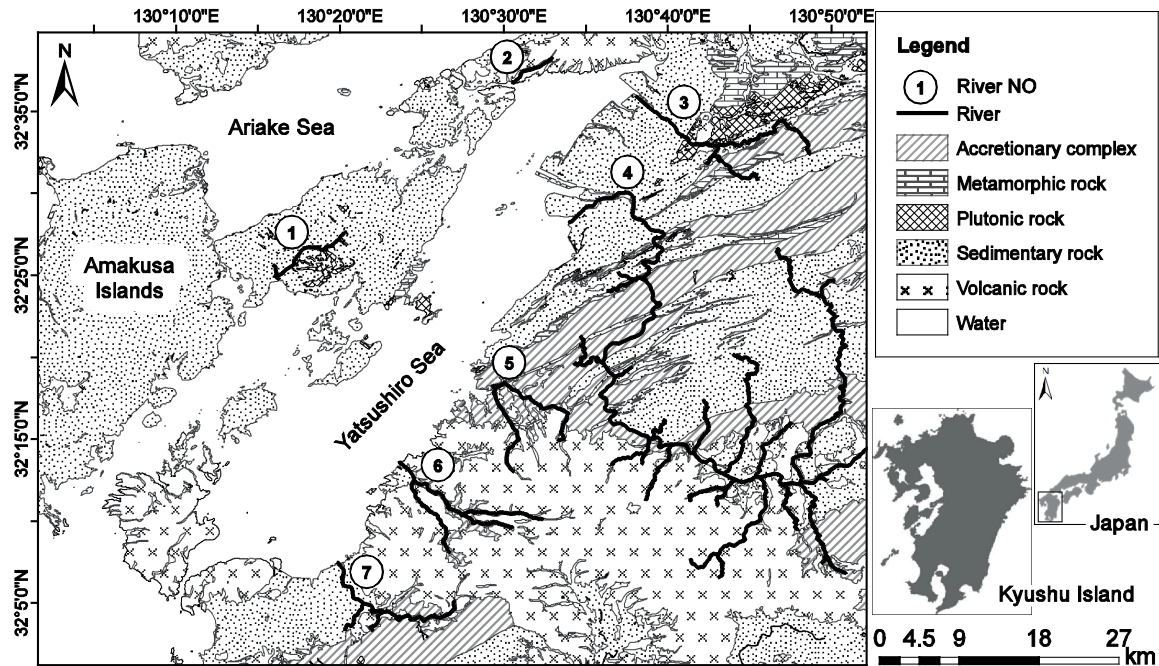 130°10'0"E 130°20'0"E 130°30'0"E 130°40'0"E 130°50'0"E
32°35'0"N
32°25'0"N
32°15'0"N
32°5'0"N
N
Ariake Sea
Amakusa
Islands
Yatsushiro Sea
1
2
3
4
5
6
7
Legend
1 River NO
River
Accretionary complex
Metamorphic rock
Plutonic rock
Sedimentary rock
Volcanic rock
Water
N
Japan
Kyushu Island
0 4.5 9 18 27
km